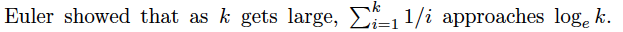 Euler showed that as k gets large, ∑_{i=1}^{k} 1/i approaches log_e k.